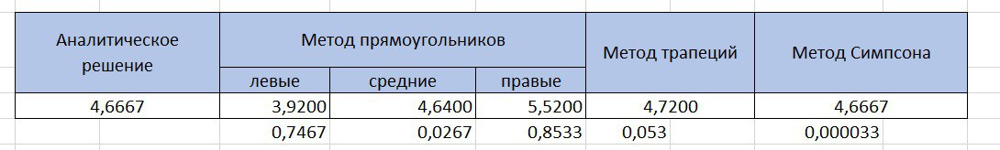 Аналитическое
решение
Метод прямоугольников
Метод трапеций
Метод Симпсона
левые
средние
правые
4,6667
3,9200
4,6400
5,5200
4,7200
4,6667
0,7467
0,0267
0,8533
0,053
0,000033